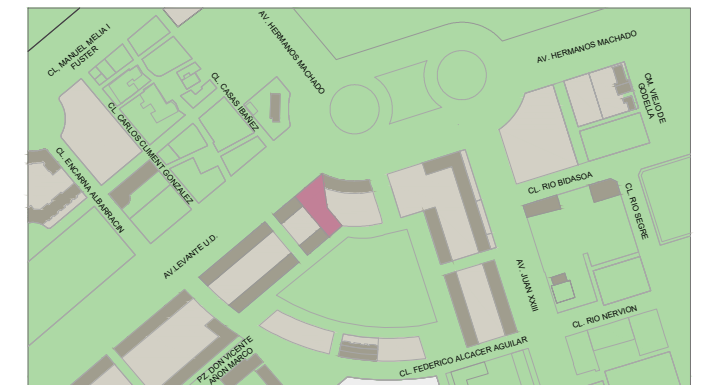 CL. MANUEL MELIA I
FUSTER
AV. HERMANOS MACHADO
AV. HERMANOS MACHADO
CL. CASAS IBAÑEZ
CM. VIEJO DE
GODELLA
CL. CARLOS CLIMENT GONZALEZ
CL. ENCARNA ALBARRACIN
CL. RIO BIDASOA
CL. RIO SEGRE
AV.LEVANTE U.D.
AV. JUAN XXIII
CL. RIO NERVION
PZ. DON VICENTE
AÑON MARCO
CL. FEDERICO ALCACER AGUILAR